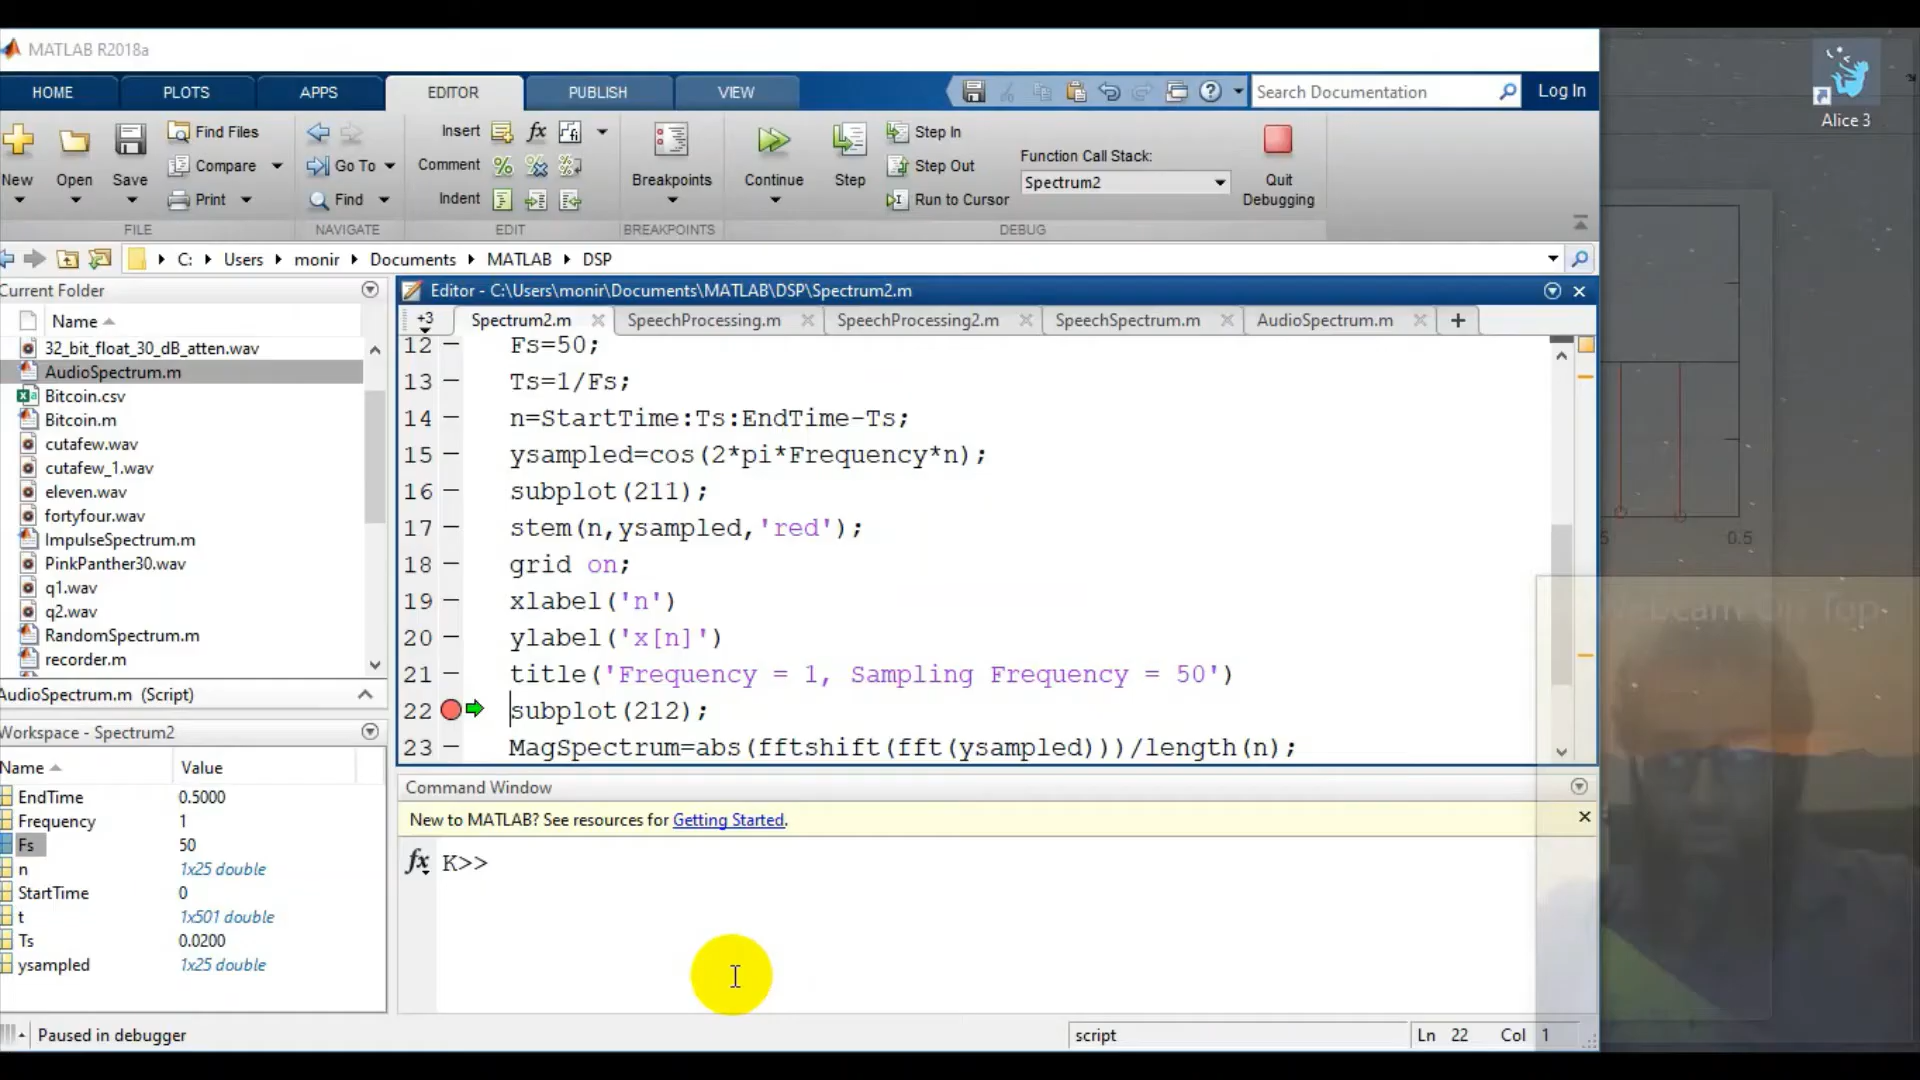 MATLAB R2018a
HOME PLOTS APPS EDITOR PUBLISH VIEW Search Documentation Log In
Alice 3
New Open Save Find Files Compare Print
Go To Find
Insert fx
Comment
Indent
Breakpoints Continue Step Step In Step Out Run to Cursor
Function Call Stack:
Spectrum2
Quit Debugging
FILE NAVIGATE EDIT BREAKPOINTS DEBUG
C: Users monir Documents MATLAB DSP
Current Folder
Name
32_bit_float_30_dB_atten.wav
AudioSpectrum.m
Bitcoin.csv
Bitcoin.m
cutafew.wav
cutafew_1.wav
eleven.wav
fortyfour.wav
ImpulseSpectrum.m
PinkPanther30.wav
q1.wav
q2.wav
RandomSpectrum.m
recorder.m
AudioSpectrum.m (Script)
Workspace - Spectrum2
Name Value
EndTime 0.5000
Frequency 1
Fs 50
n 1x25 double
StartTime 0
t 1x501 double
Ts 0.0200
ysampled 1x25 double
Editor - C:\Users\monir\Documents\MATLAB\DSP\Spectrum2.m
+3 Spectrum2.m SpeechProcessing.m SpeechProcessing2.m SpeechSpectrum.m AudioSpectrum.m +
12 - Fs=50;
13 - Ts=1/Fs;
14 - n=StartTime:Ts:EndTime-Ts;
15 - ysampled=cos(2*pi*Frequency*n);
16 - subplot(211);
17 - stem(n,ysampled,'red');
18 - grid on;
19 - xlabel('n')
20 - ylabel('x[n]')
21 - title('Frequency = 1, Sampling Frequency = 50')
22 subplot(212);
23 - MagSpectrum=abs(fftshift(fft(ysampled)))/length(n);
Command Window
New to MATLAB? See resources for Getting Started.
fx K>>
Paused in debugger
script Ln 22 Col 1
0.5
Webcam On Top